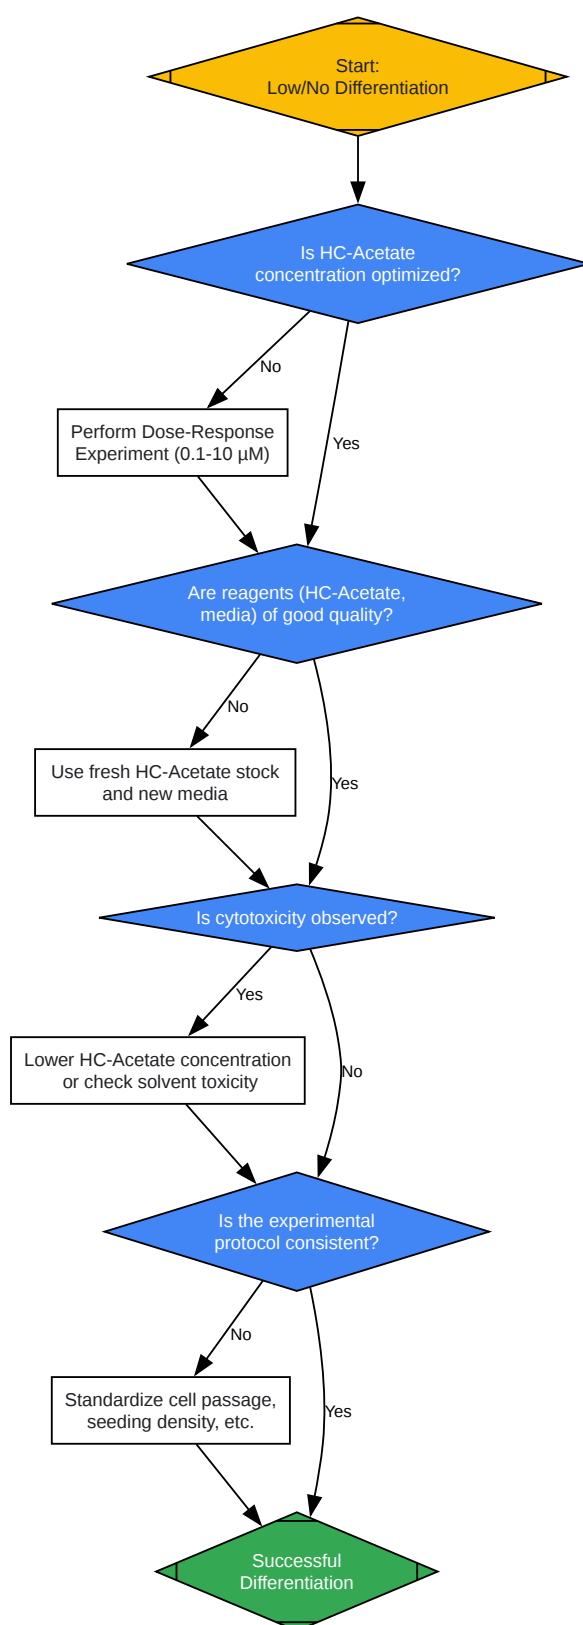 Start:
Low/No Differentiation
Is HC-Acetate
concentration optimized?
No
Perform Dose-Response
Experiment (0.1-10 µM)
Yes
Are reagents (HC-Acetate,
media) of good quality?
No
Use fresh HC-Acetate stock
and new media
Yes
Is cytotoxicity observed?
Yes
Lower HC-Acetate concentration
or check solvent toxicity
No
Is the experimental
protocol consistent?
No
Standardize cell passage,
seeding density, etc.
Yes
Successful
Differentiation